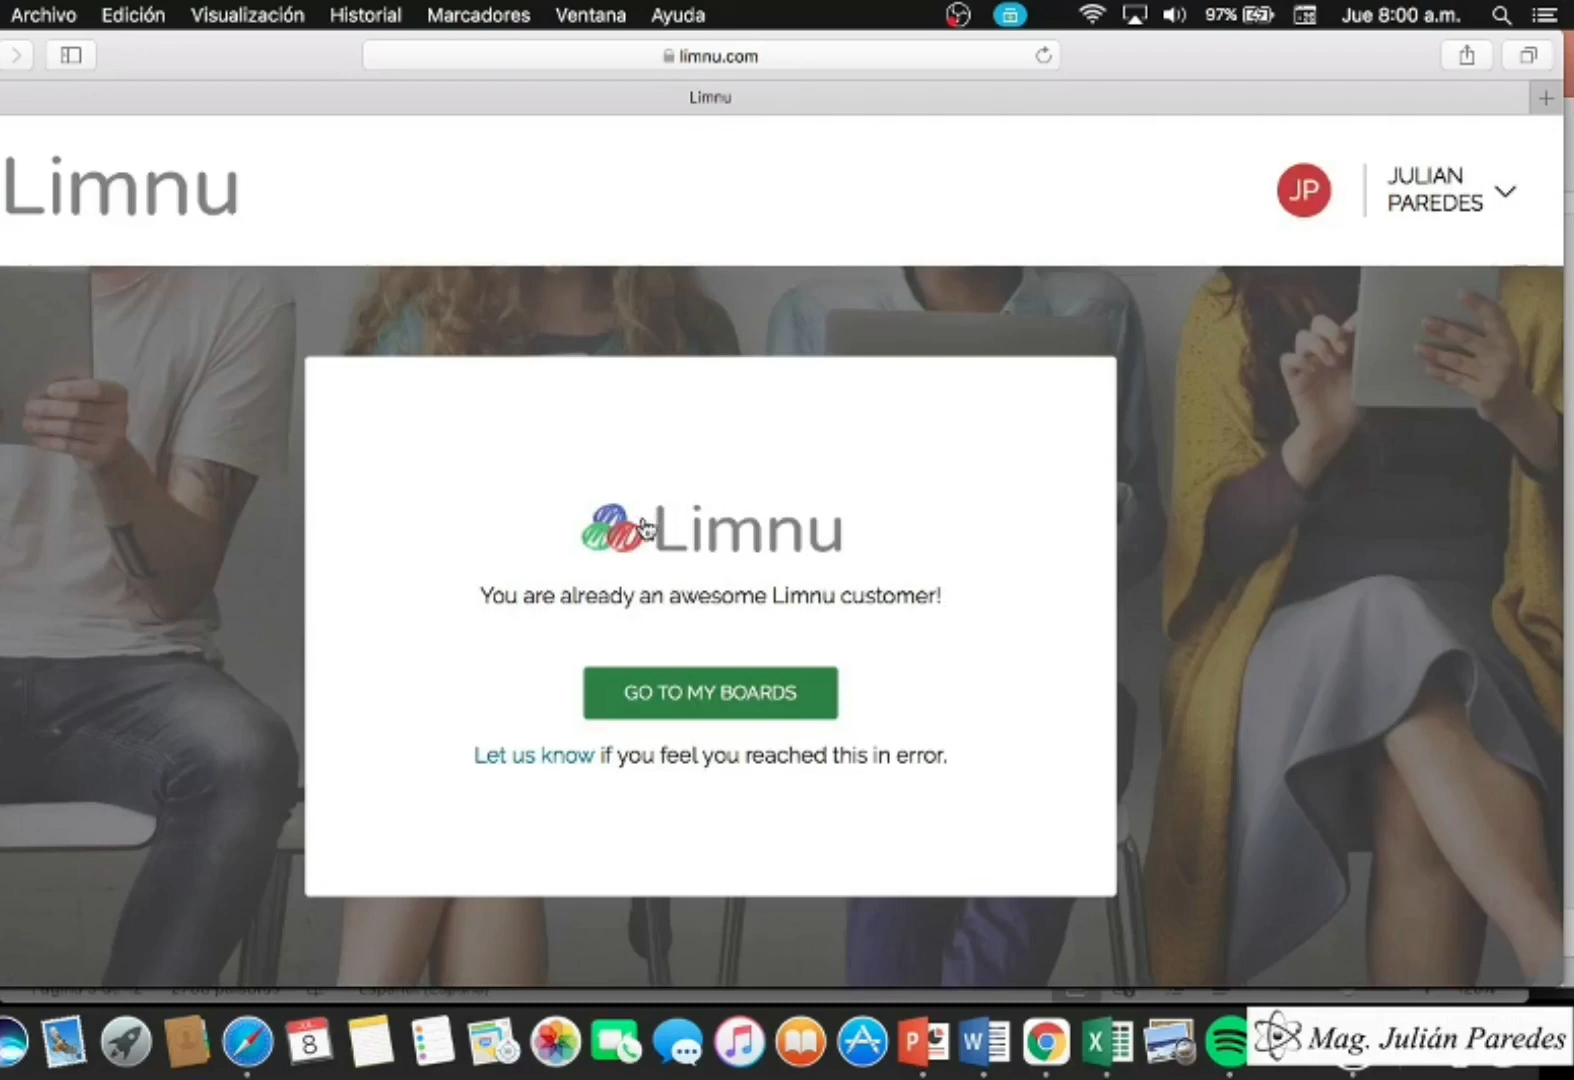 Archivo Edición Visualización Historial Marcadores Ventana Ayuda 97% Jue 8:00 a.m.
limnu.com
Limnu
Limnu
JP
JULIAN
PAREDES
Limnu
You are already an awesome Limnu customer!
GO TO MY BOARDS
Let us know if you feel you reached this in error.
JUL
8
Mag. Julián Paredes